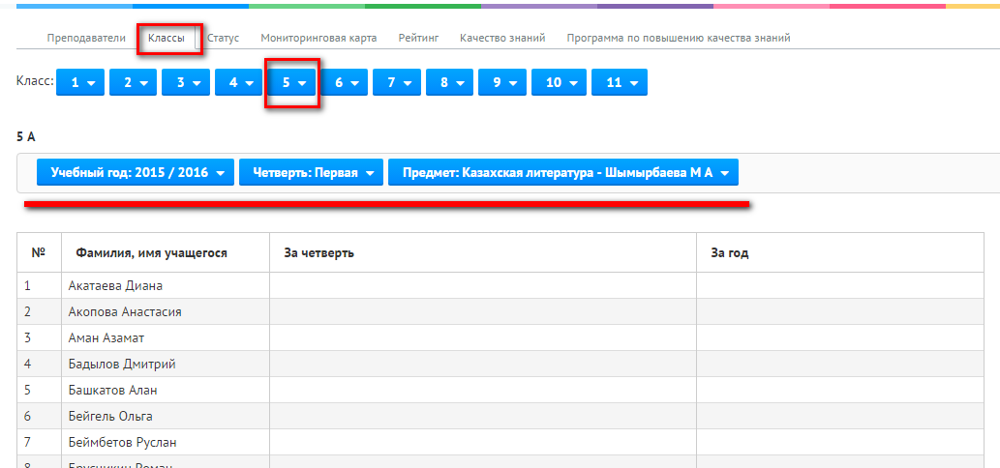 Преподаватели Классы Статус Мониторинговая карта Рейтинг Качество знаний Программа по повышению качества знаний
Класс: 1 2 3 4 5 6 7 8 9 10 11
5 А
Учебный год: 2015 / 2016 Четверть: Первая Предмет: Казахская литература - Шымырбаева М А
№ Фамилия, имя учащегося За четверть За год
1 Акатаева Диана
2 Акопова Анастасия
3 Аман Азамат
4 Бадылов Дмитрий
5 Башкатов Алан
6 Бейгель Ольга
7 Беймбетов Руслан
8 Брусникин Роман